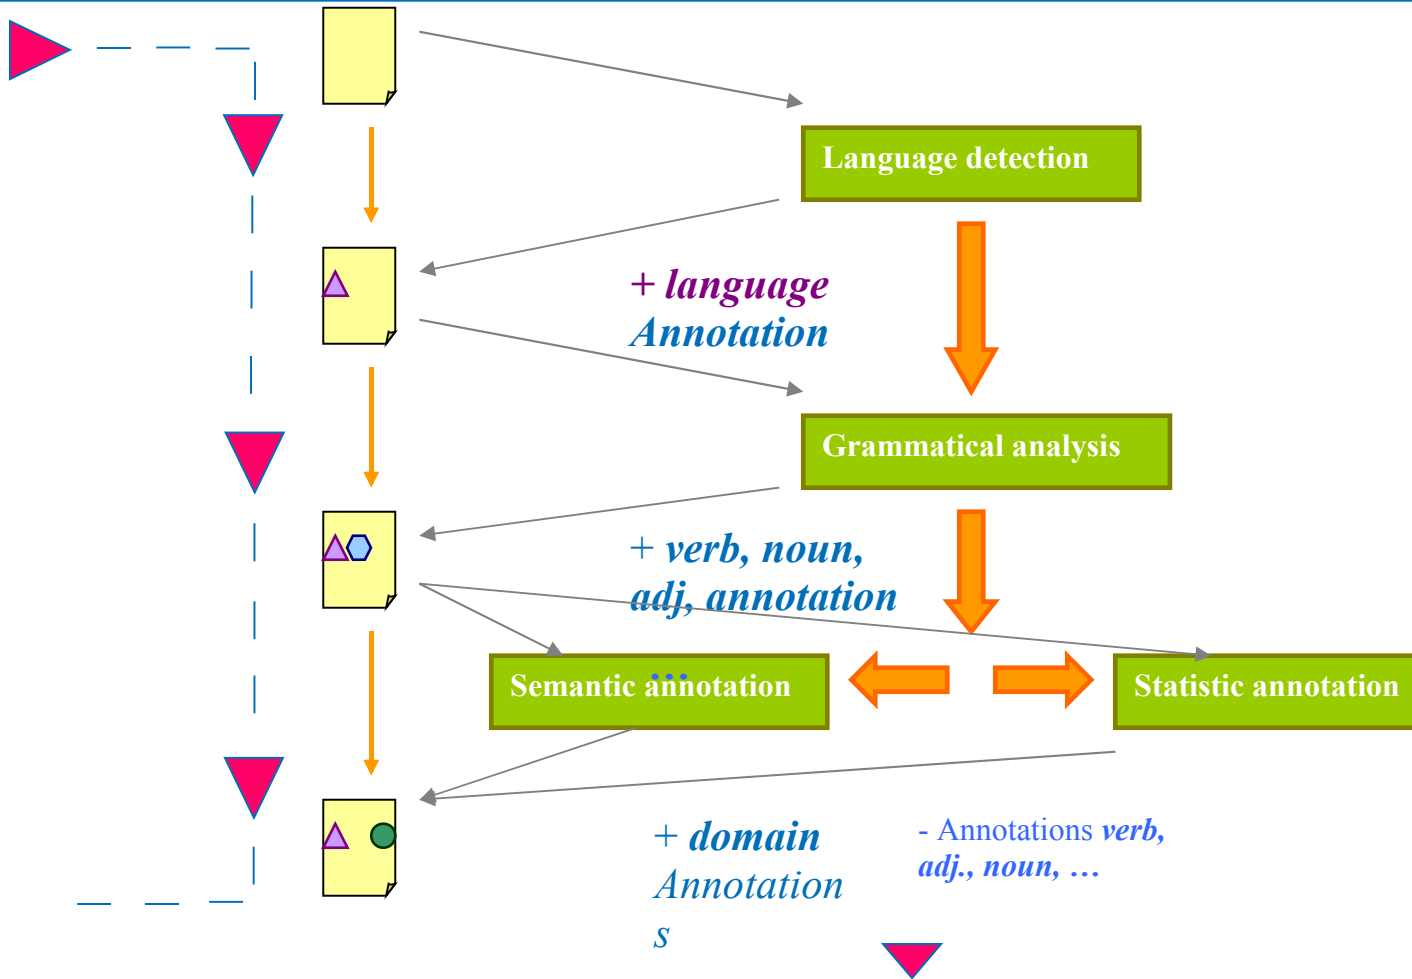 Language detection
+ language
Annotation
Grammatical analysis
+ verb, noun,
adj, annotation
...
Semantic annotation
Statistic annotation
+ domain
Annotation
s
- Annotations verb,
adj., noun, …